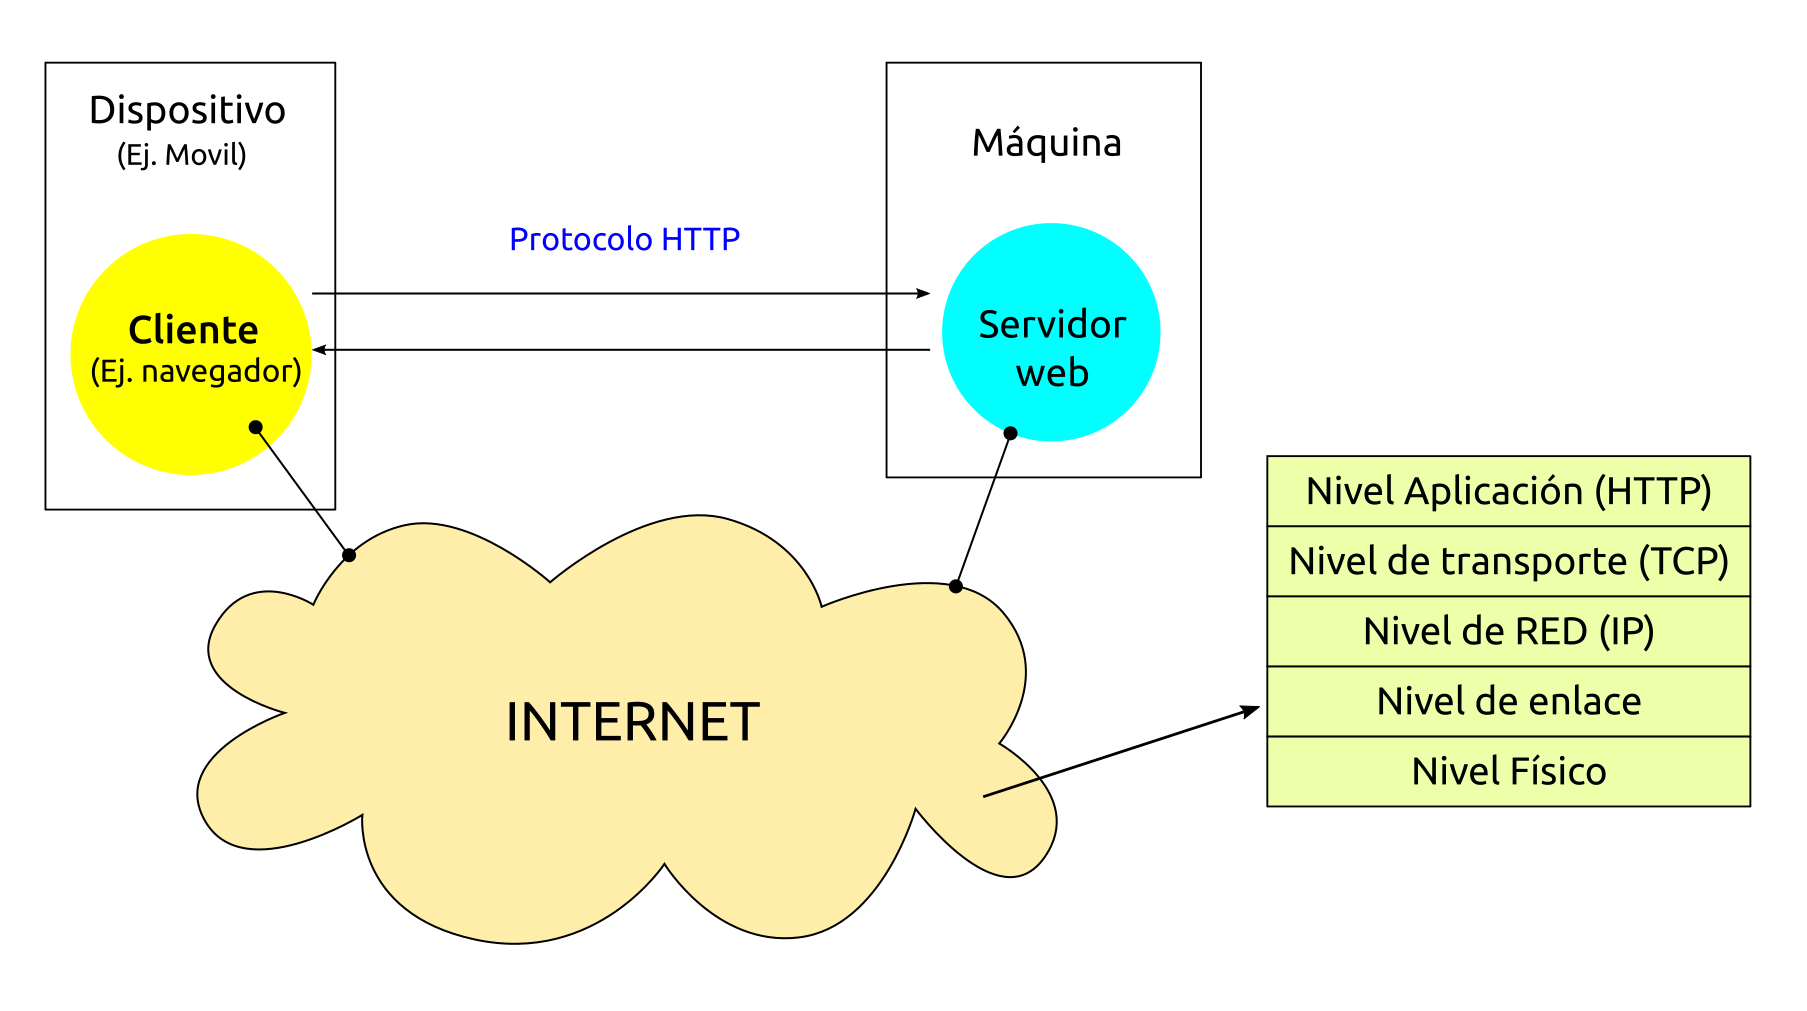 Dispositivo
(Ej. Movil)
Cliente
(Ej. navegador)
Protocolo HTTP
Máquina
Servidor
web
INTERNET
Nivel Aplicación (HTTP)
Nivel de transporte (TCP)
Nivel de RED (IP)
Nivel de enlace
Nivel Físico